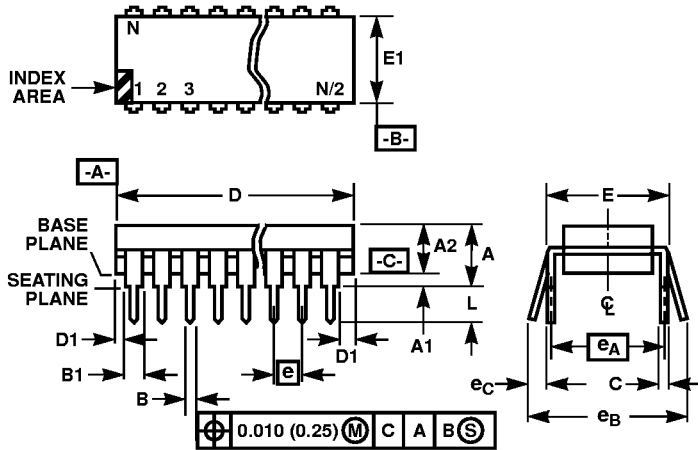 N
INDEX
AREA
1 2 3 N/2
E1
-B-
-A-
D
E
BASE
PLANE
A2
A
-C-
SEATING
PLANE
L
℄
D1
A1
D1
eA
B1
e
eC
C
B
eB
0.010 (0.25) Ⓜ C A B Ⓢ